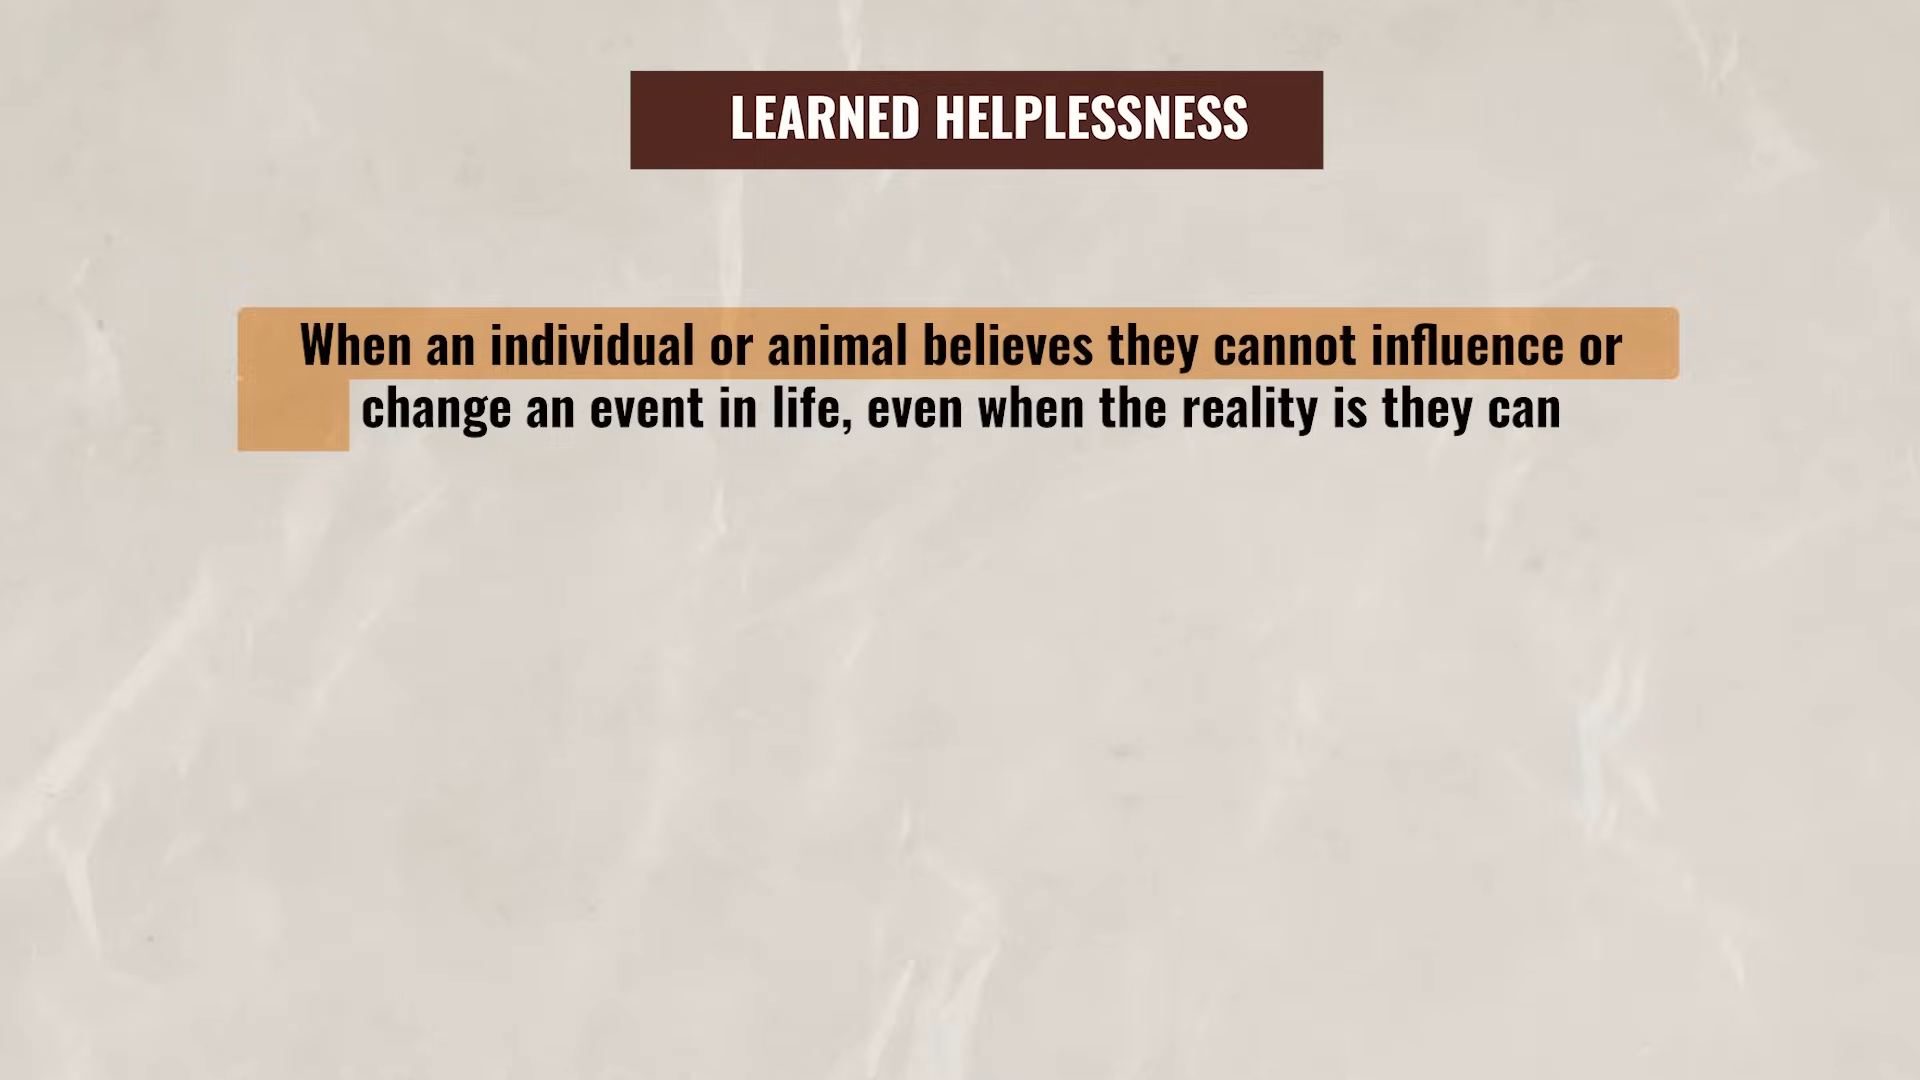 LEARNED HELPLESSNESS
When an individual or animal believes they cannot influence or
change an event in life, even when the reality is they can